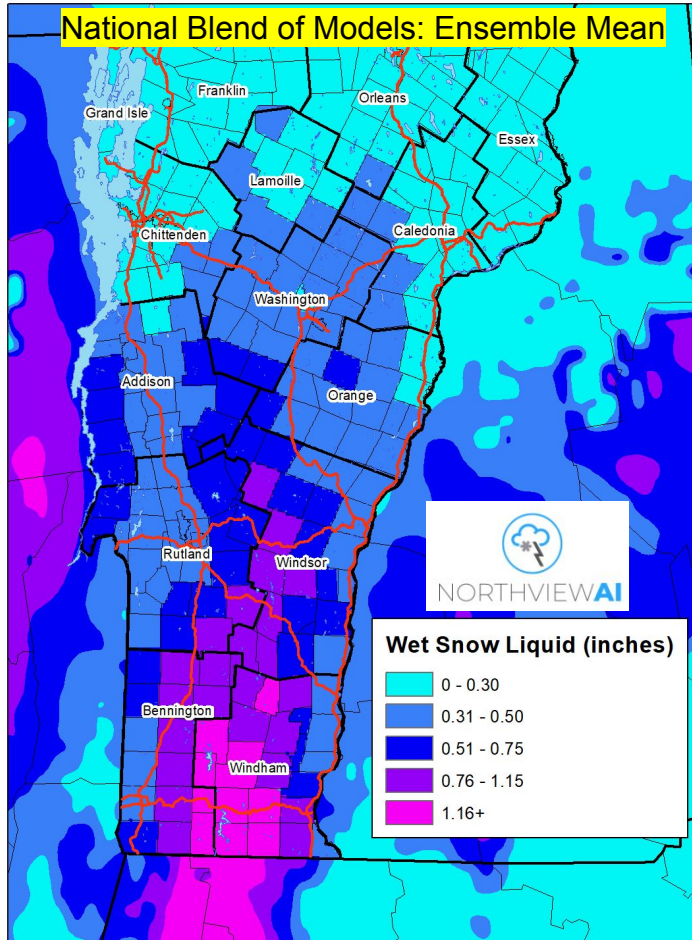 National Blend of Models: Ensemble Mean
Franklin
Orleans
Grand Isle
Essex
Lamoille
Chittenden
Caledonia
Washington
Addison
Orange
Rutland
Windsor
Bennington
Windham
NORTHVIEWAI
Wet Snow Liquid (inches)
0 - 0.30
0.31 - 0.50
0.51 - 0.75
0.76 - 1.15
1.16+